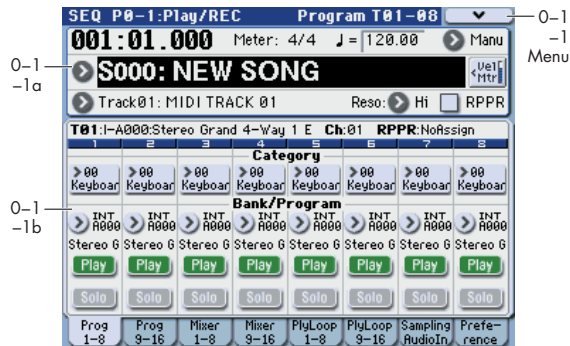 SEQ P0-1:Play/REC Program T01-08
0-1
-1
Menu
001:01.000 Meter: 4/4 ♩= 120.00 Manu
0-1
-1a
S000: NEW SONG
<Vel Mtr
Track01: MIDI TRACK 01 Reso: Hi RPPR
T01:I-A000:Stereo Grand 4-Way 1 E Ch:01 RPPR:NoAssign
1 2 3 4 5 6 7 8
Category
>00 >00 >00 >00 >00 >00 >00 >00
Keyboar Keyboar Keyboar Keyboar Keyboar Keyboar Keyboar Keyboar
0-1
-1b
Bank/Program
INT INT INT INT INT INT INT INT
A000 A000 A000 A000 A000 A000 A000 A000
Stereo G Stereo G Stereo G Stereo G Stereo G Stereo G Stereo G Stereo G
Play Play Play Play Play Play Play Play
Solo Solo Solo Solo Solo Solo Solo Solo
Prog Prog Mixer Mixer PlyLoop PlyLoop Sampling Prefe-
1-8 9-16 1-8 9-16 1-8 9-16 AudioIn rence